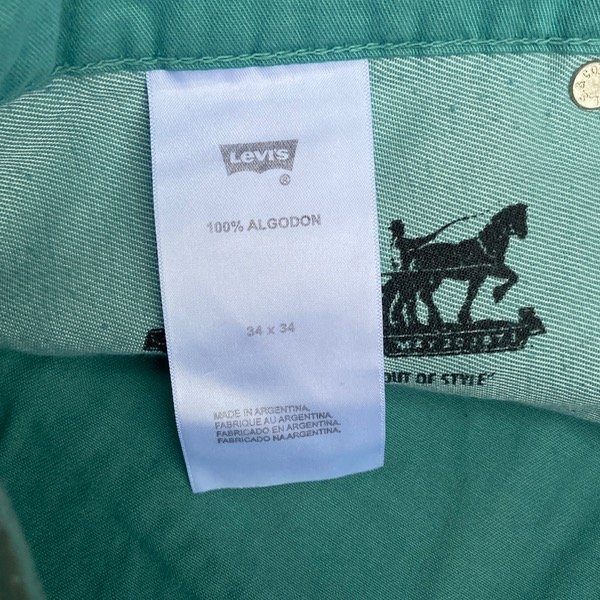 Levi's
®
100% ALGODON
34 x 34
MADE IN ARGENTINA.
FABRIQUE AU ARGENTINA.
FABRICADO EN ARGENTINA.
FABRICADO NA ARGENTINA.
OUT OF STYLE"